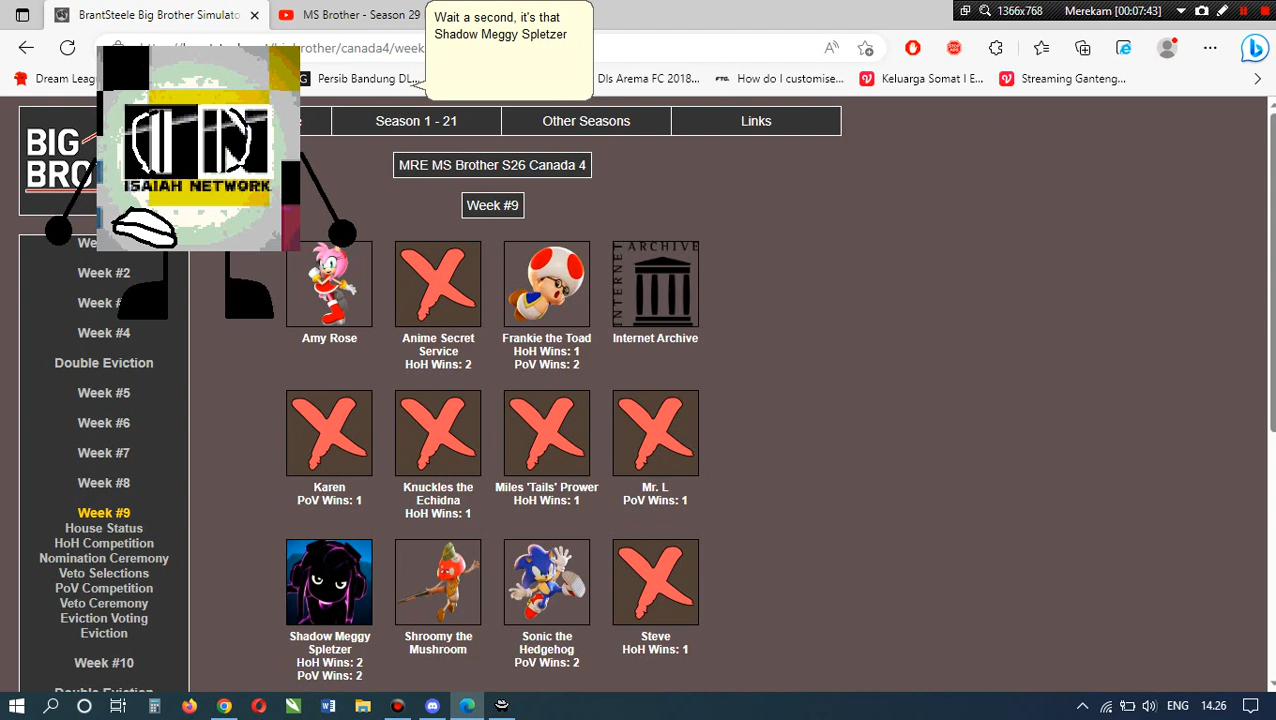 BrantSteele Big Brother Simulato
MS Brother - Season 29
Wait a second, it's that
Shadow Meggy Spletzer
1366x768
Merekam (00:07:43)
Dream Leag
Persib Bandung DL...
Dls Arena FC 2018...
How do I customise...
Keluarga Somat I E...
Streaming Ganteng...
BIG
BRO
ISAIAH NETWORK
Season 1 - 21
Other Seasons
Links
MRE MS Brother S26 Canada 4
Week #9
Week #2
Week #4
Double Eviction
Week #5
Week #6
Week #7
Week #8
Week #9
House Status
HoH Competition
Nomination Ceremony
Veto Selections
PoV Competition
Veto Ceremony
Eviction Voting
Eviction
Week #10
INTERNET ARCHIVE
Amy Rose
Anime Secret
Service
HoH Wins: 2
Frankie the Toad
HoH Wins: 1
PoV Wins: 2
Internet Archive
Karen
PoV Wins: 1
Knuckles the
Echidna
HoH Wins: 1
Miles 'Tails' Prower
HoH Wins: 1
Mr. L
PoV Wins: 1
Shadow Meggy
Spletzer
HoH Wins: 2
PoV Wins: 2
Shroomy the
Mushroom
Sonic the
Hedgehog
PoV Wins: 2
Steve
HoH Wins: 1
ENG
14.26